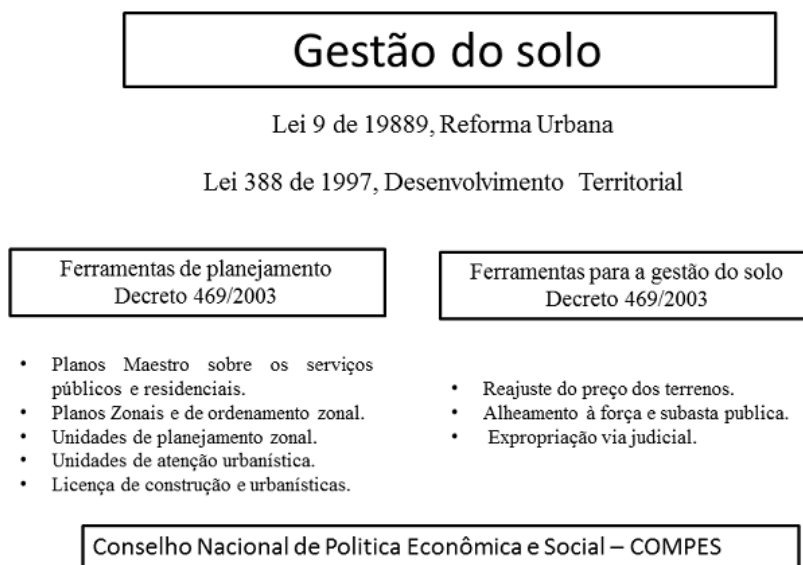 Gestão do solo
Lei 9 de 19889, Reforma Urbana
Lei 388 de 1997, Desenvolvimento Territorial
Ferramentas de planejamento
Decreto 469/2003
• Planos Maestro sobre os serviços
públicos e residenciais.
• Planos Zonais e de ordenamento zonal.
• Unidades de planejamento zonal.
• Unidades de atenção urbanística.
• Licença de construção e urbanísticas.
Ferramentas para a gestão do solo
Decreto 469/2003
• Reajuste do preço dos terrenos.
• Alheamento à força e subasta publica.
• Expropriação via judicial.
Conselho Nacional de Politica Econômica e Social – COMPES